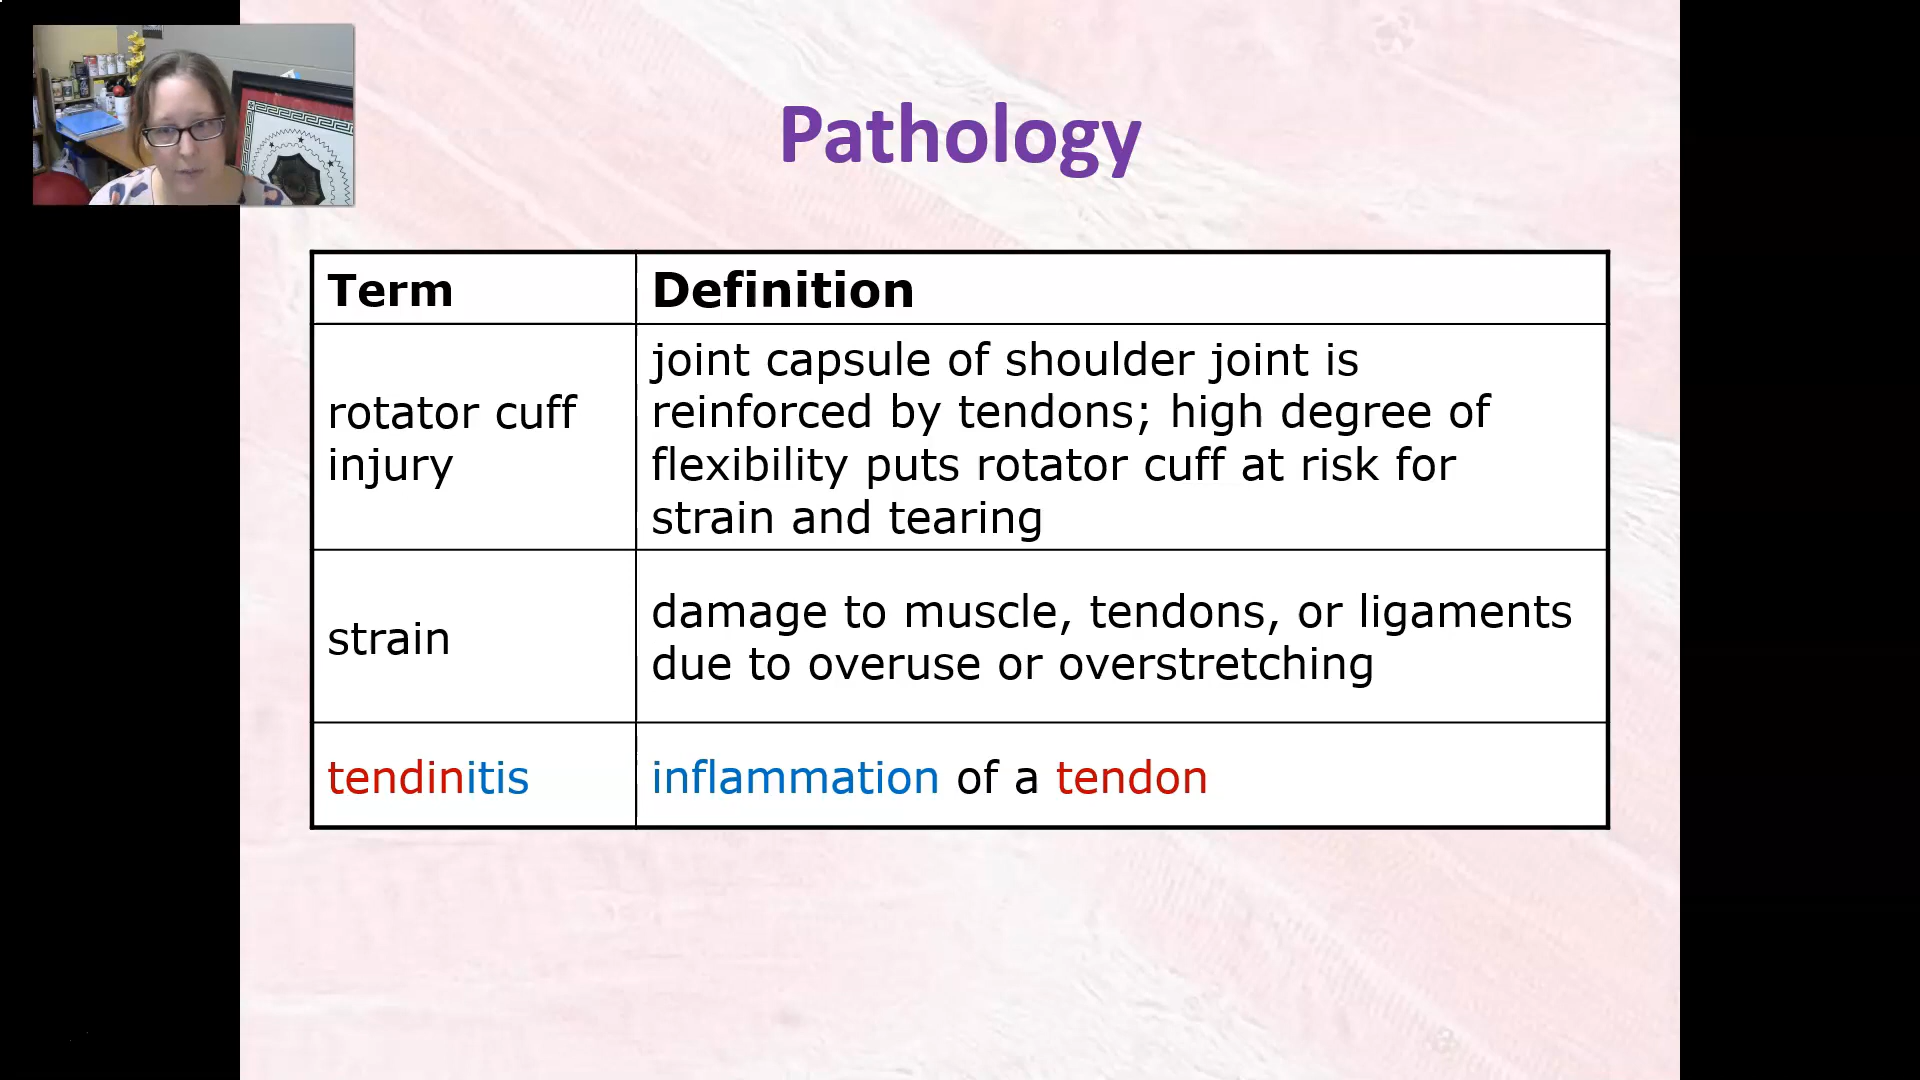 Pathology
Term
Definition
rotator cuff
injury
joint capsule of shoulder joint is
reinforced by tendons; high degree of
flexibility puts rotator cuff at risk for
strain and tearing
strain
damage to muscle, tendons, or ligaments
due to overuse or overstretching
tendinitis
inflammation of a tendon